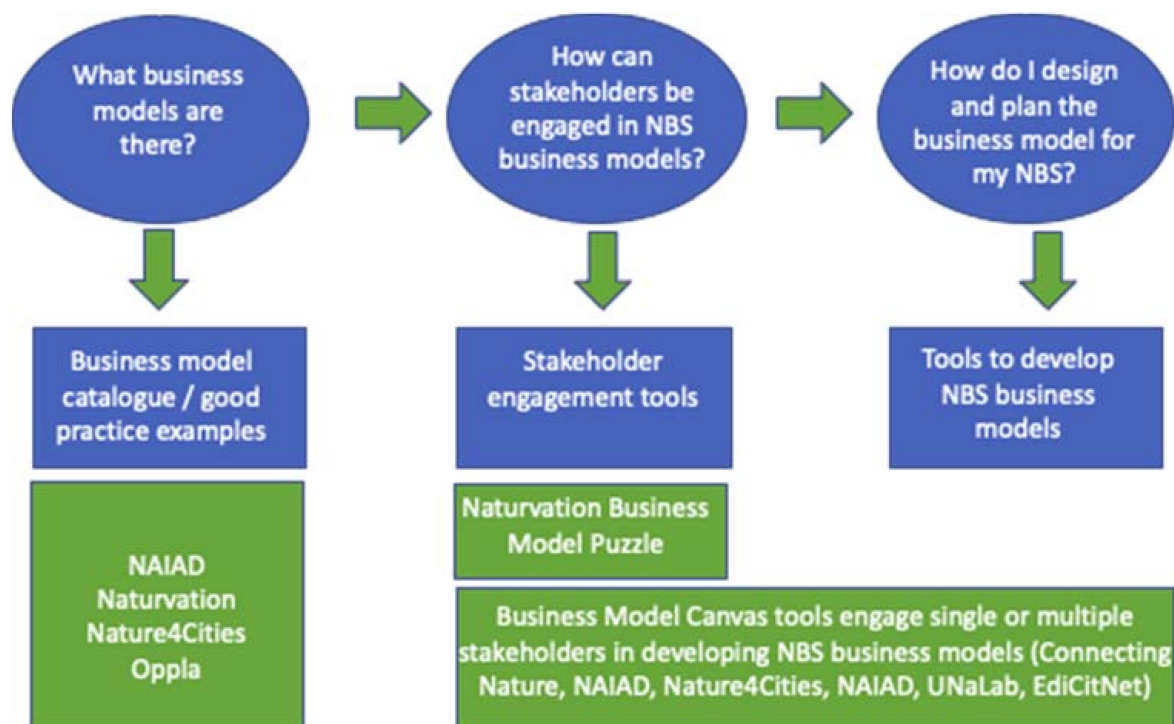 What business
models are
there?
How can
stakeholders be
engaged in NBS
business models?
How do I design
and plan the
business model for
my NBS?
Business model
catalogue / good
practice examples
Stakeholder
engagement tools
Tools to develop
NBS business
models
NAIAD
Naturvation
Nature4Cities
Oppla
Naturvation Business
Model Puzzle
Business Model Canvas tools engage single or multiple
stakeholders in developing NBS business models (Connecting
Nature, NAIAD, Nature4Cities, NAIAD, UNaLab, EdiCitNet)